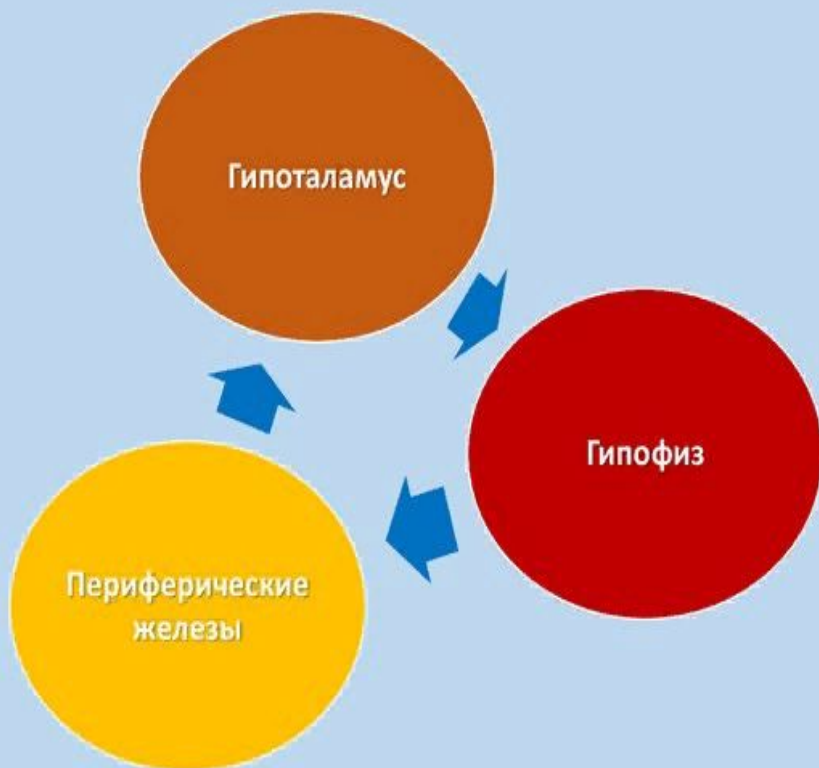 Гипоталамус
Гипофиз
Периферические
железы